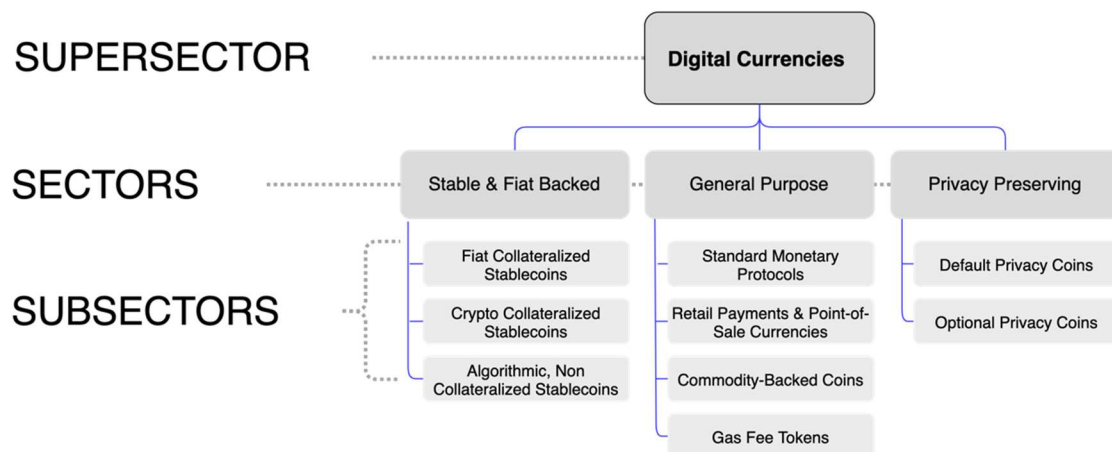 SUPERSECTOR
Digital Currencies
SECTORS
Stable & Fiat Backed
General Purpose
Privacy Preserving
SUBSECTORS
Fiat Collateralized
Stablecoins
Crypto Collateralized
Stablecoins
Algorithmic, Non
Collateralized Stablecoins
Standard Monetary
Protocols
Retail Payments & Point-of-
Sale Currencies
Commodity-Backed Coins
Gas Fee Tokens
Default Privacy Coins
Optional Privacy Coins